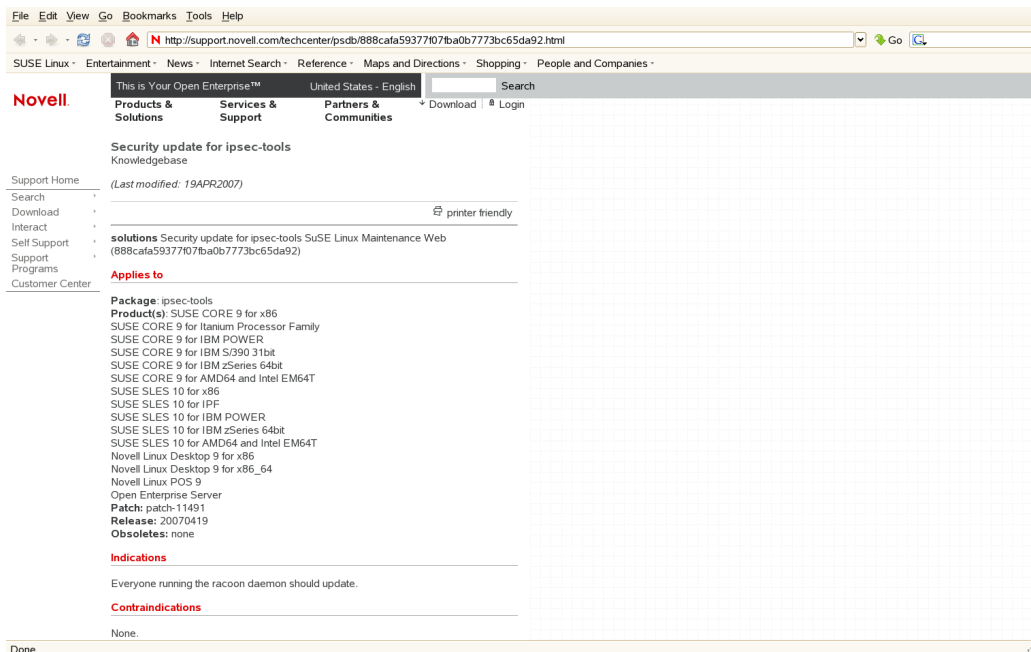 File Edit View Go Bookmarks Tools Help
http://support.novell.com/techcenter/psdb/888cafa59377f07fba0b7773bc65da92.html Go
SUSE Linux Entertainment News Internet Search Reference Maps and Directions Shopping People and Companies
This is Your Open Enterprise™ United States - English Search
Novell.
Products & Solutions Services & Support Partners & Communities Download Login
Security update for ipsec-tools
Knowledgebase
Support Home
Search
Download
Interact
Self Support
Support
Programs
Customer Center
(Last modified: 19APR2007)
printer friendly
solutions Security update for ipsec-tools SuSE Linux Maintenance Web
(888cafa59377f07fba0b7773bc65da92)
Applies to
Package: ipsec-tools
Product(s): SUSE CORE 9 for x86
SUSE CORE 9 for Itanium Processor Family
SUSE CORE 9 for IBM POWER
SUSE CORE 9 for IBM S/390 31bit
SUSE CORE 9 for IBM zSeries 64bit
SUSE CORE 9 for AMD64 and Intel EM64T
SUSE SLES 10 for x86
SUSE SLES 10 for IPF
SUSE SLES 10 for IBM POWER
SUSE SLES 10 for IBM zSeries 64bit
SUSE SLES 10 for AMD64 and Intel EM64T
Novell Linux Desktop 9 for x86
Novell Linux Desktop 9 for x86_64
Novell Linux POS 9
Open Enterprise Server
Patch: patch-11491
Release: 20070419
Obsoletes: none
Indications
Everyone running the racoon daemon should update.
Contraindications
None.
Done